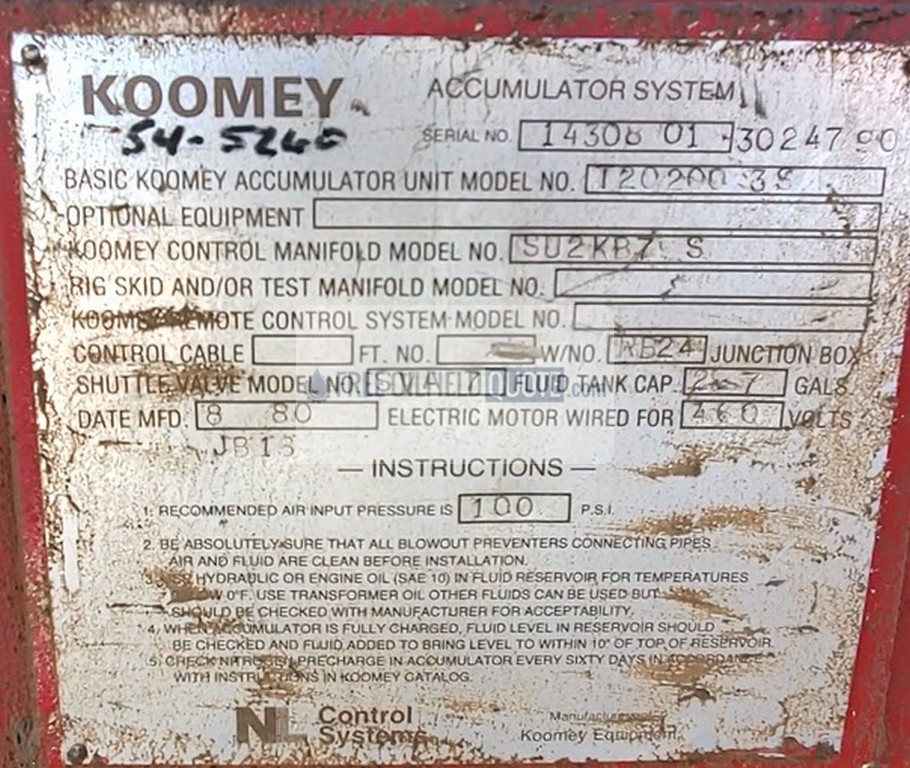 KOOMEY
ACCUMULATOR SYSTEM
54-5260
SERIAL NO. 14308 01 -3024790
BASIC KOOMEY ACCUMULATOR UNIT MODEL NO. T20200 3S
OPTIONAL EQUIPMENT
KOOMEY CONTROL MANIFOLD MODEL NO. SU2KB7 S
RIG SKID AND/OR TEST MANIFOLD MODEL NO.
KOOMEY REMOTE CONTROL SYSTEM MODEL NO.
CONTROL CABLE FT. NO. W/NO. RB24 JUNCTION BOX
SHUTTLE VALVE MODEL NO. FLUID TANK CAP. GALS
DATE MFD. 8 80 ELECTRIC MOTOR WIRED FOR 460 VOLTS
JB13
— INSTRUCTIONS —
1. RECOMMENDED AIR INPUT PRESSURE IS 100 P.S.I.
2. BE ABSOLUTELY SURE THAT ALL BLOWOUT PREVENTERS CONNECTING PIPES
AIR AND FLUID ARE CLEAN BEFORE INSTALLATION.
3. HYDRAULIC OR ENGINE OIL (SAE 10) IN FLUID RESERVOIR FOR TEMPERATURES
0°F. USE TRANSFORMER OIL OTHER FLUIDS CAN BE USED BUT
SHOULD BE CHECKED WITH MANUFACTURER FOR ACCEPTABILITY.
4. WHEN ACCUMULATOR IS FULLY CHARGED, FLUID LEVEL IN RESERVOIR SHOULD
BE CHECKED AND FLUID ADDED TO BRING LEVEL TO WITHIN 10" OF TOP OF RESERVOIR
5. CHECK NITROGEN PRECHARGE IN ACCUMULATOR EVERY SIXTY DAYS IN ACCORDANCE
WITH INSTRUCTIONS IN KOOMEY CATALOG.
NL Control Systems
Koomey Equipment